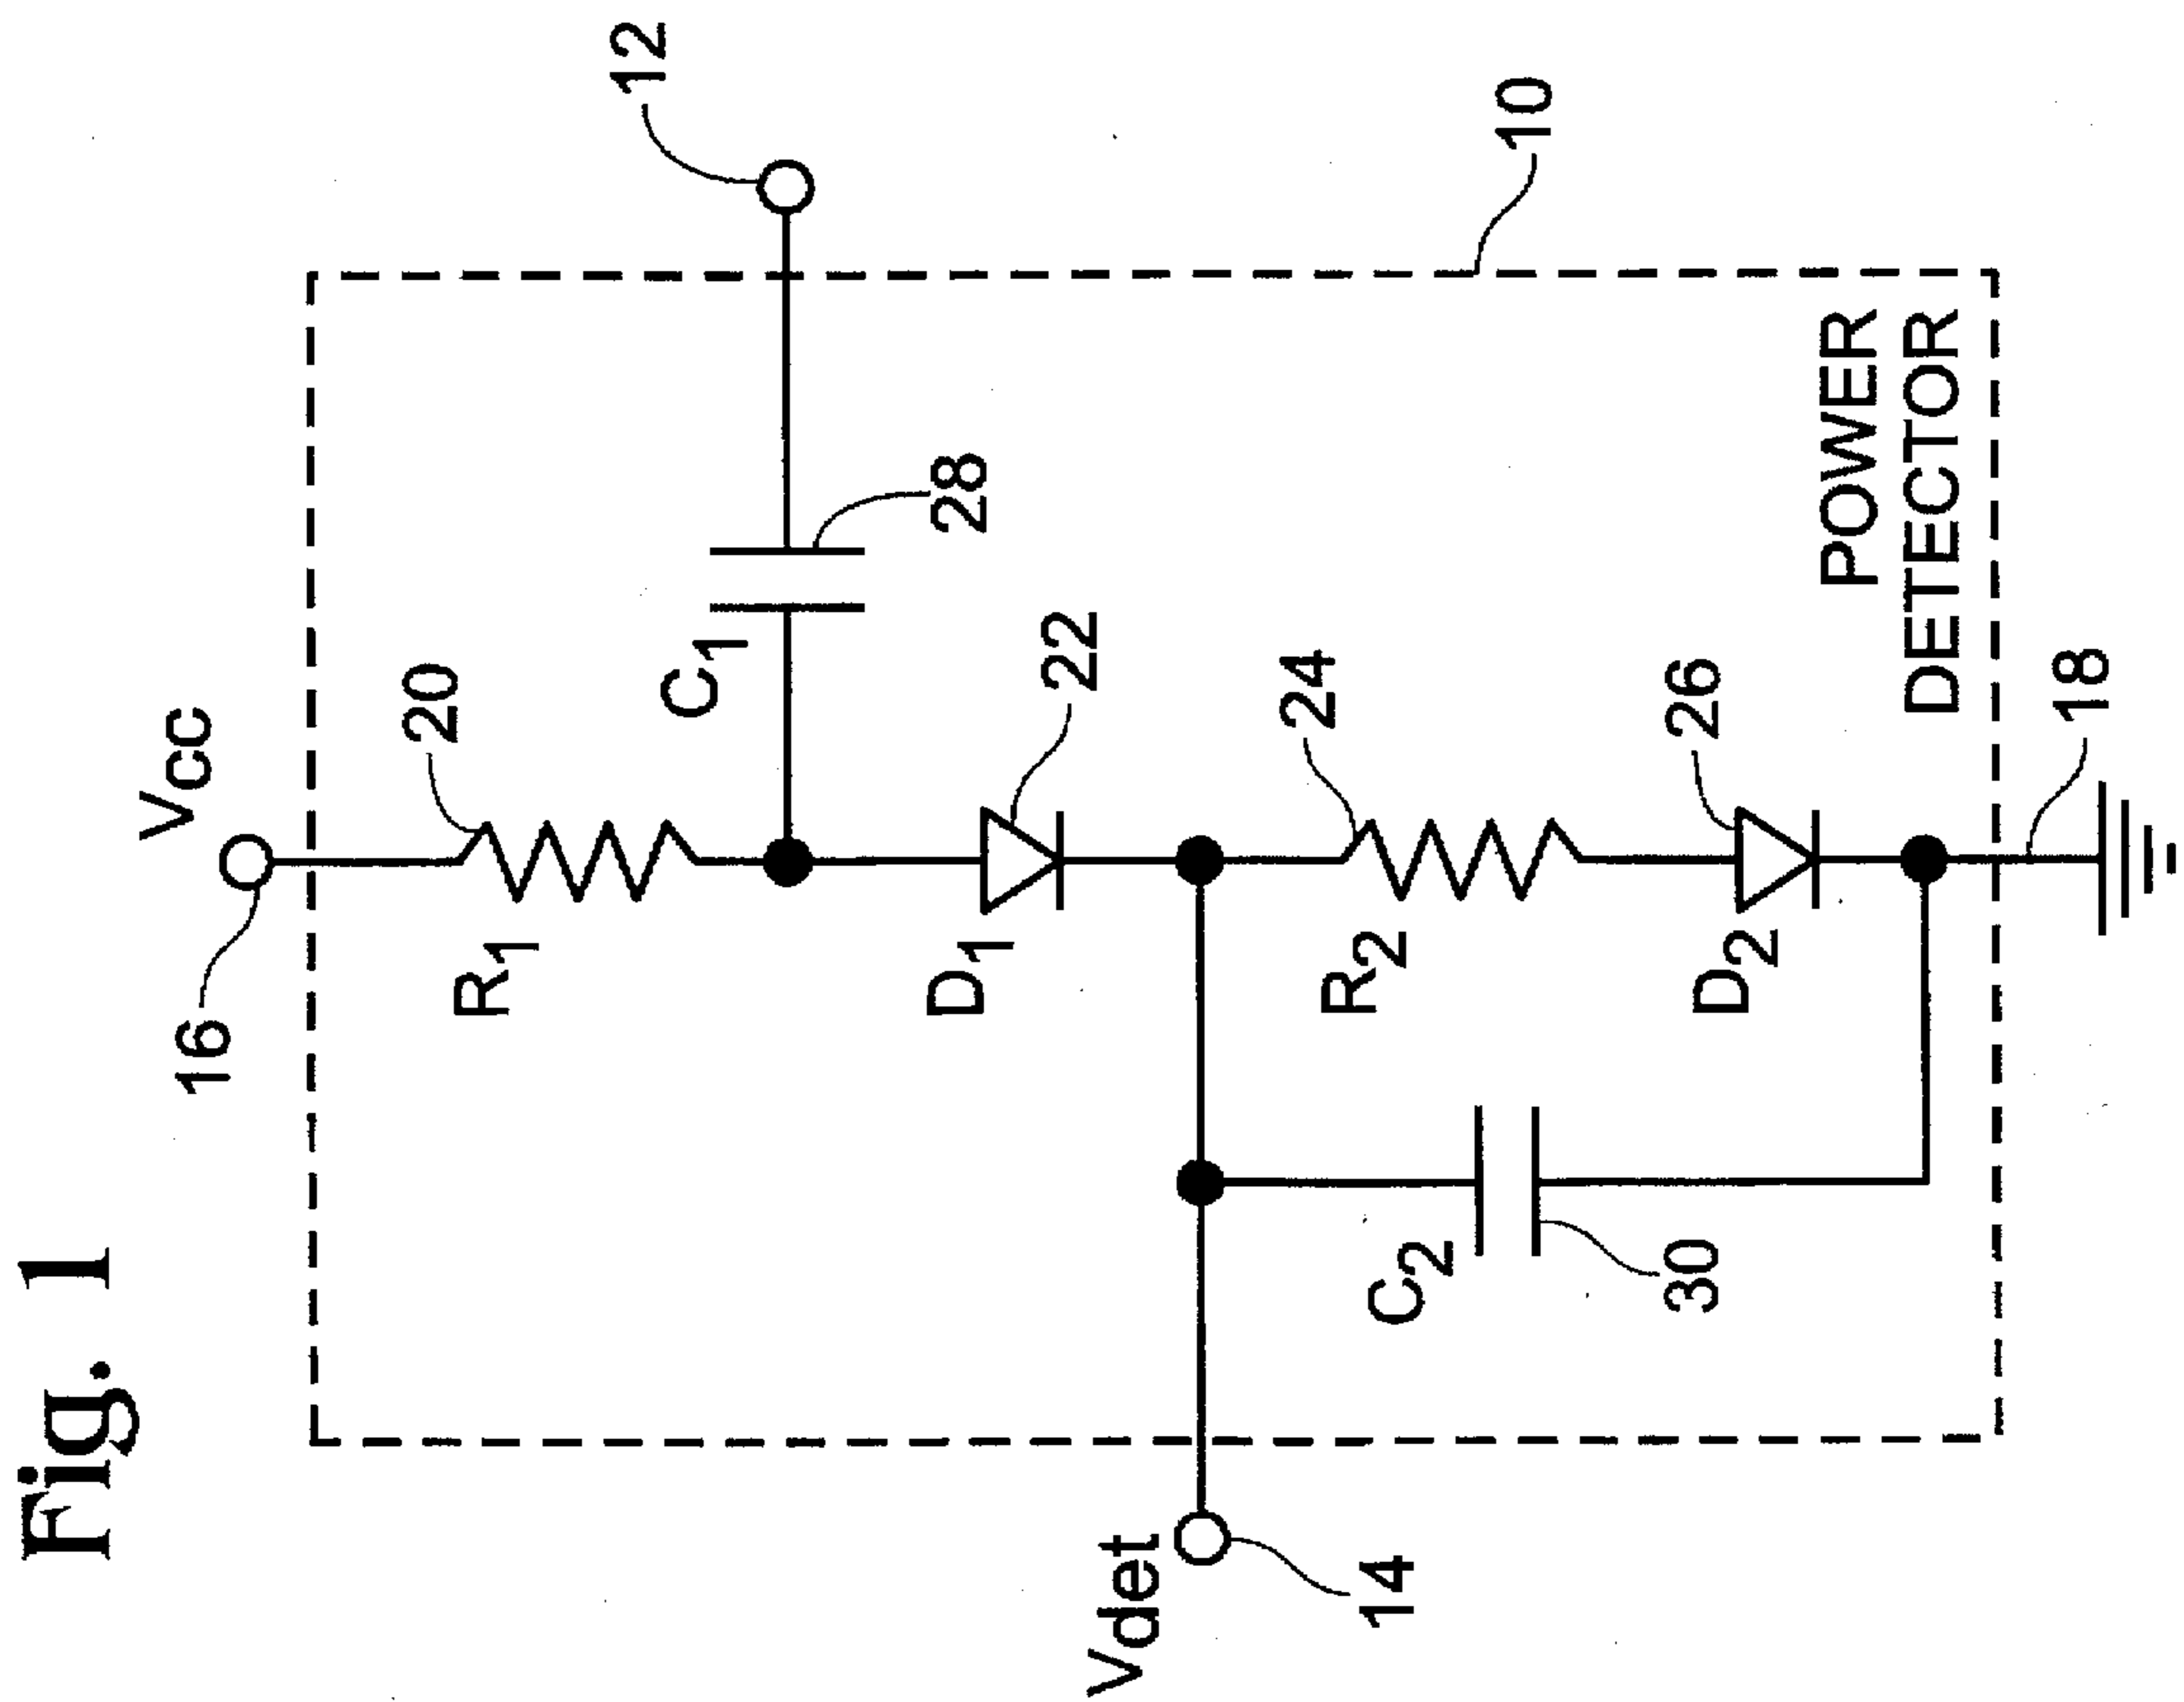 Fig. 1
Vcc
16
12
20
R1
C1
28
D1
22
10
Vdet
14
R2
24
C2
30
D2
26
POWER
DETECTOR
18